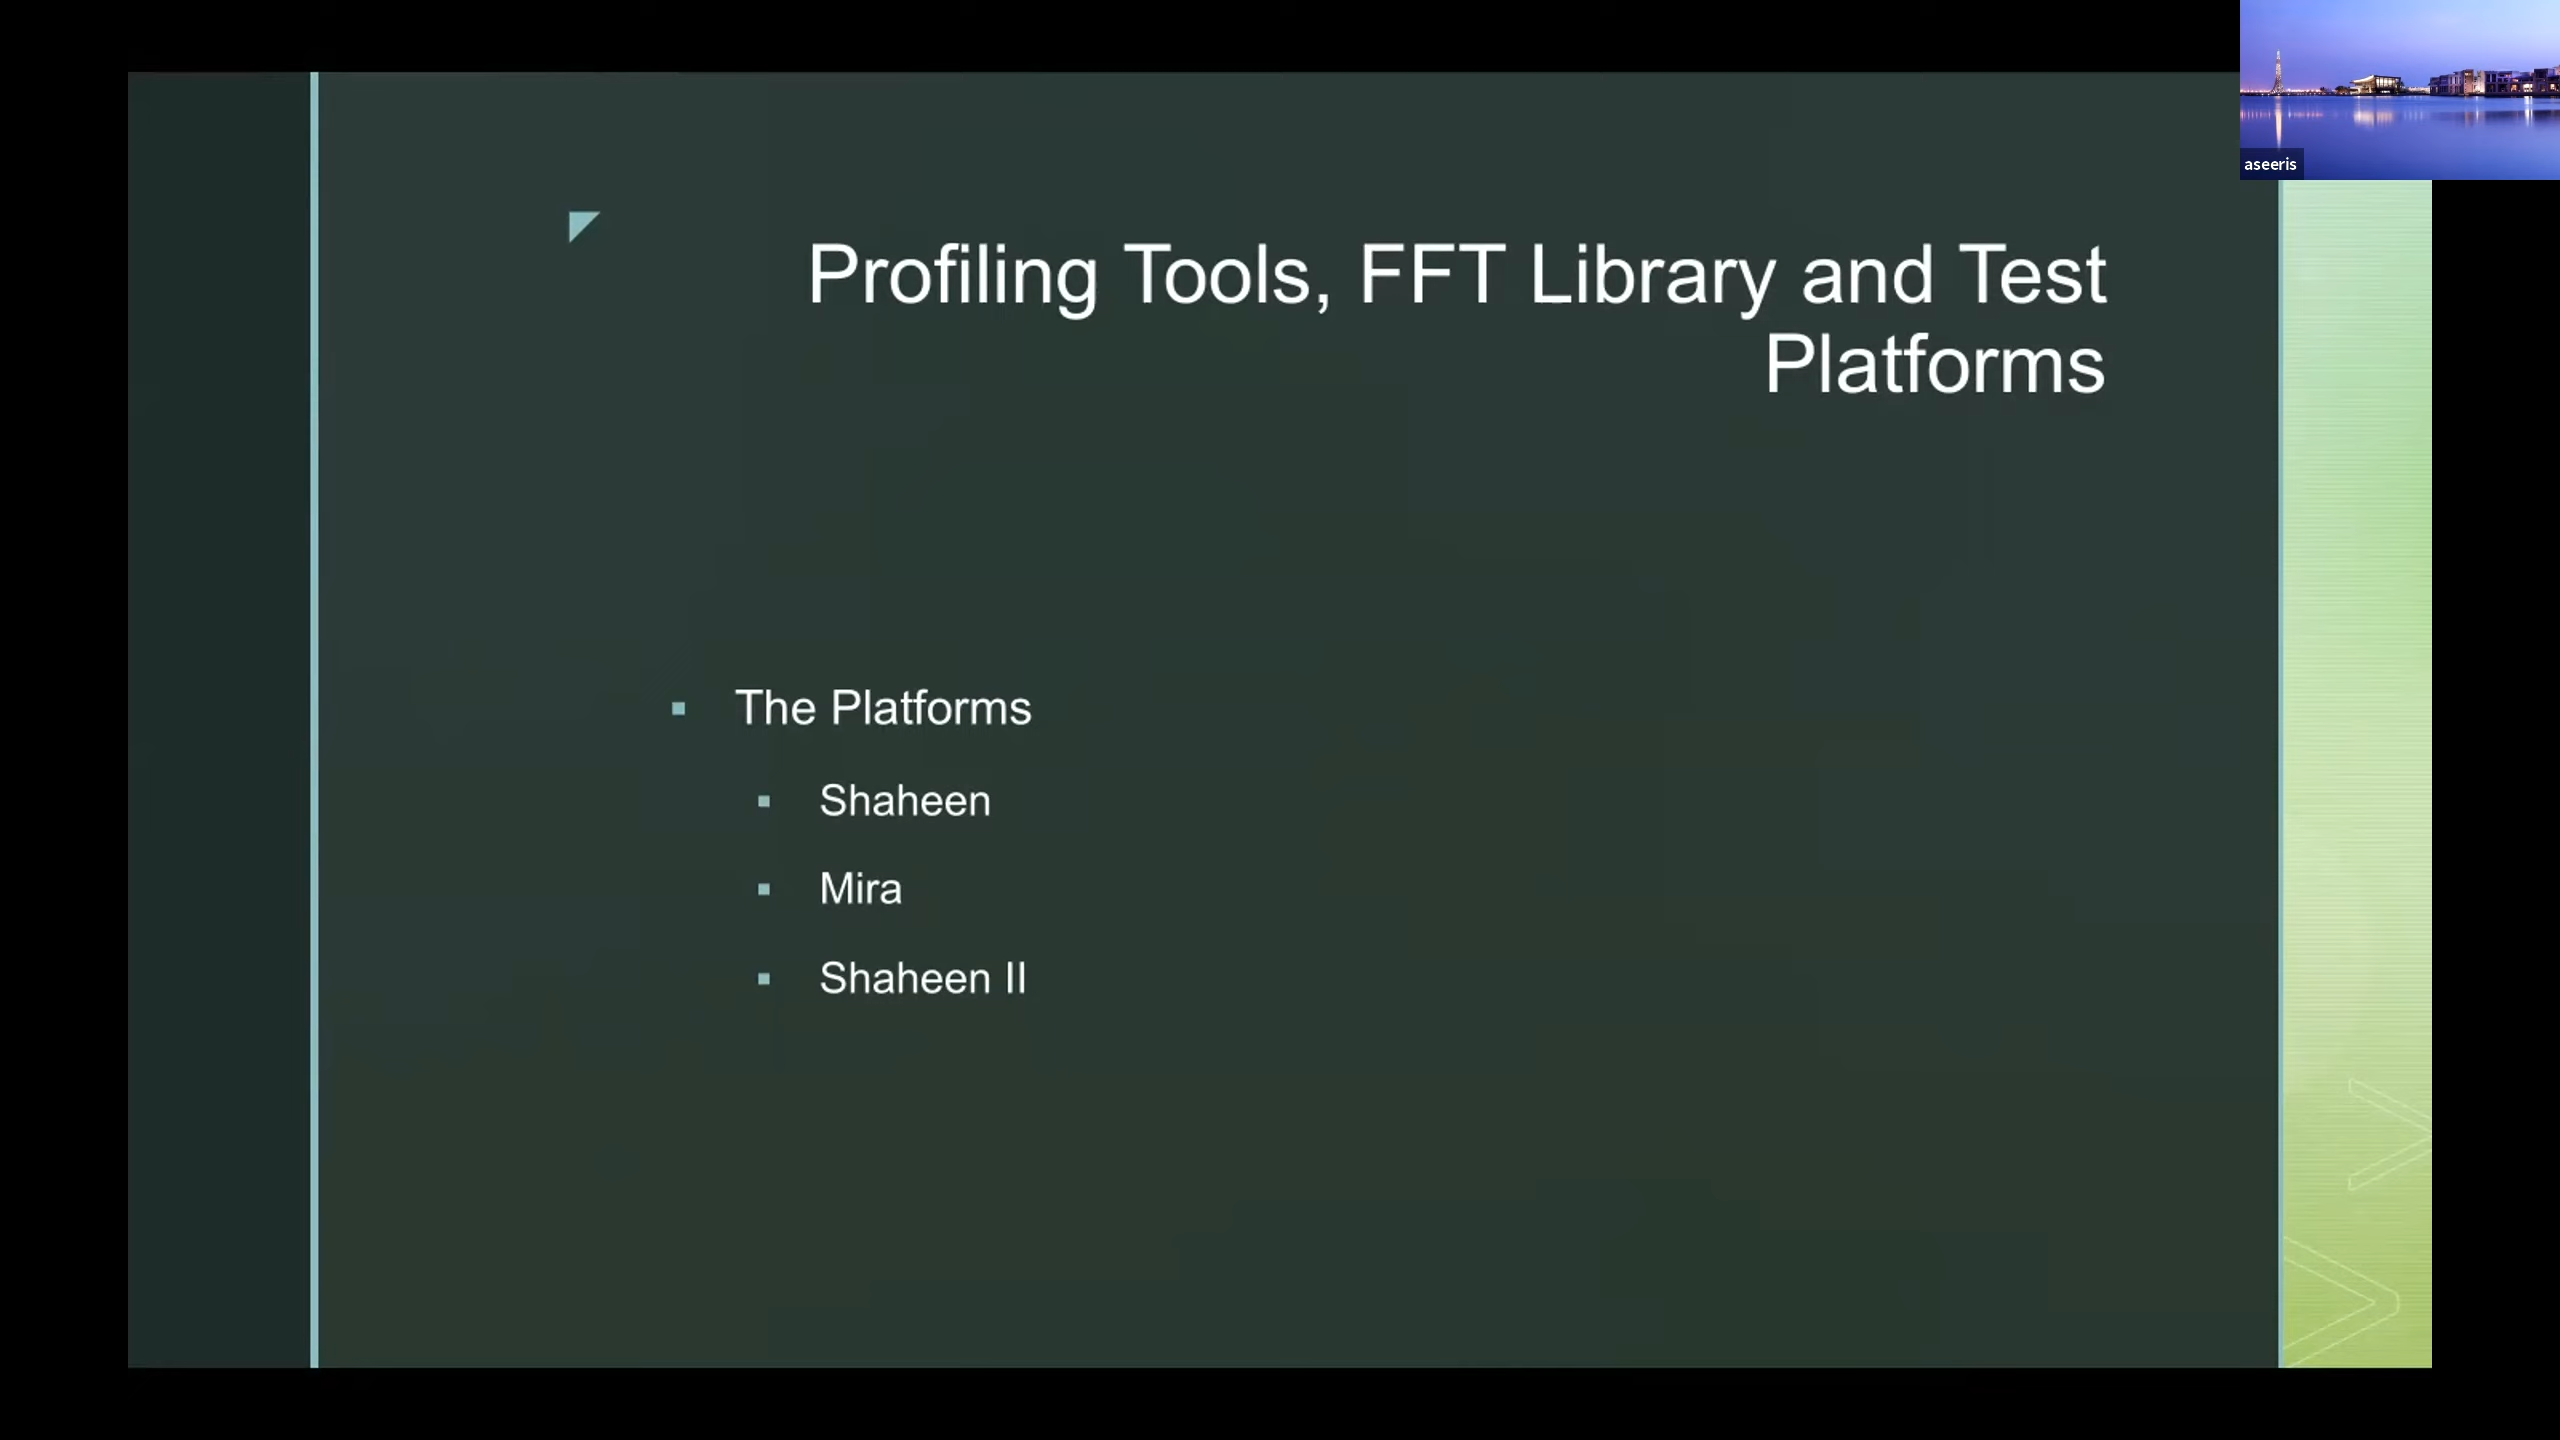 aseeris
Profiling Tools, FFT Library and Test
Platforms
The Platforms
Shaheen
Mira
Shaheen II